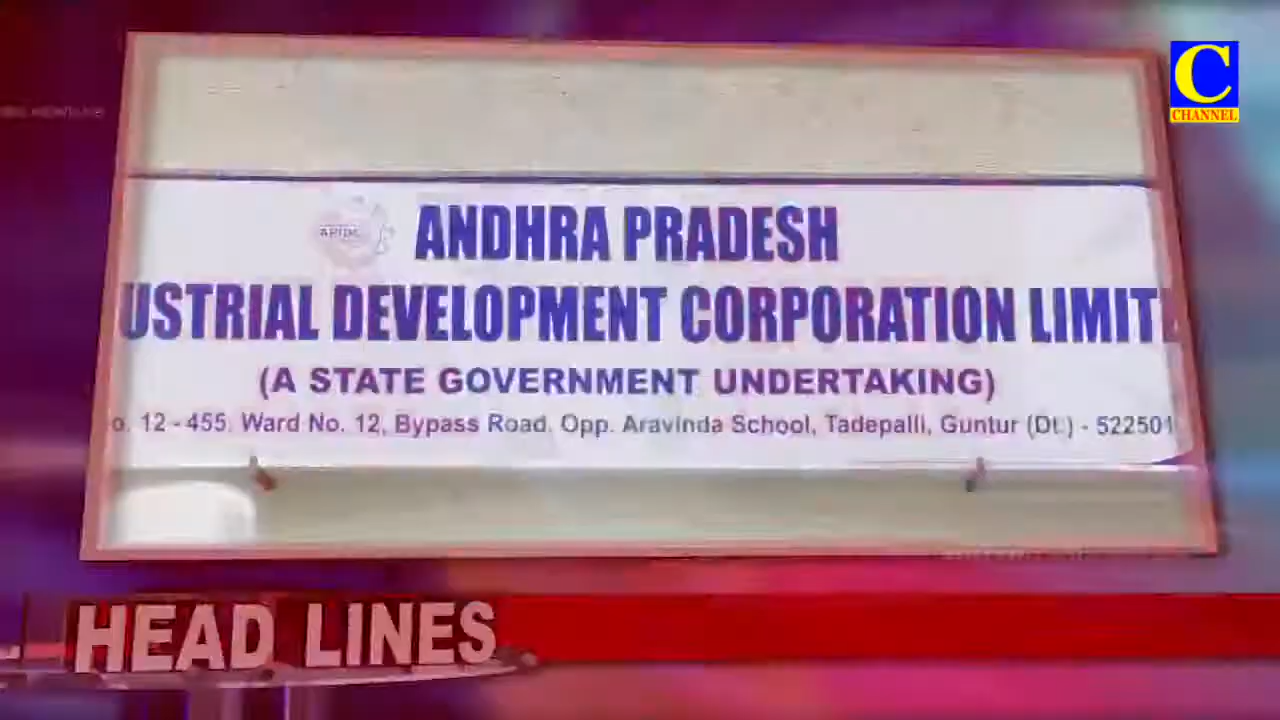 C
CHANNEL
APIDC
ANDHRA PRADESH
USTRIAL DEVELOPMENT CORPORATION LIMIT
(A STATE GOVERNMENT UNDERTAKING)
o. 12 - 455, Ward No. 12, Bypass Road, Opp. Aravinda School, Tadepalli, Guntur (Dt.) - 522501
HEAD LINES